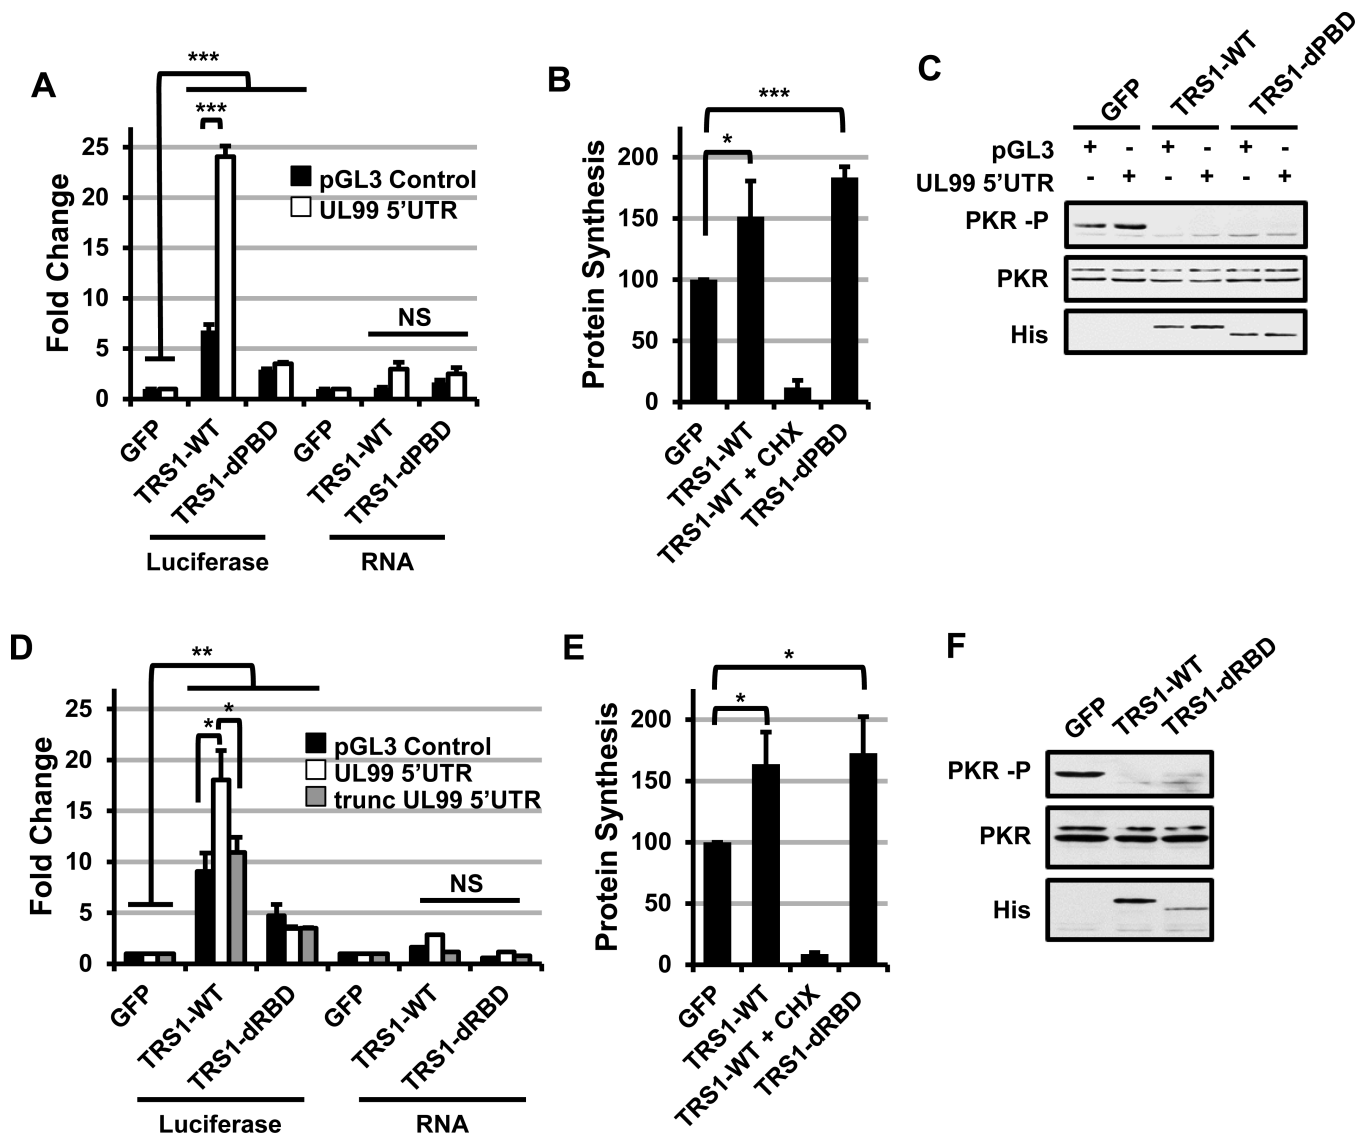 A
***
***
25
20
15
10
5
0
Fold Change
pGL3 Control
UL99 5'UTR
NS
GFP
TRS1-WT
TRS1-dPBD
GFP
TRS1-WT
TRS1-dPBD
Luciferase
RNA
B
***
*
200
150
100
50
0
Protein Synthesis
GFP
TRS1-WT
TRS1-WT + CHX
TRS1-dPBD
C
GFP
TRS1-WT
TRS1-dPBD
pGL3 + - + - + -
UL99 5'UTR - + - + - +
PKR -P
PKR
His
D
**
*
*
25
20
15
10
5
0
Fold Change
pGL3 Control
UL99 5'UTR
trunc UL99 5'UTR
NS
GFP
TRS1-WT
TRS1-dRBD
GFP
TRS1-WT
TRS1-dRBD
Luciferase
RNA
E
*
*
200
150
100
50
0
Protein Synthesis
GFP
TRS1-WT
TRS1-WT + CHX
TRS1-dRBD
F
GFP
TRS1-WT
TRS1-dRBD
PKR -P
PKR
His